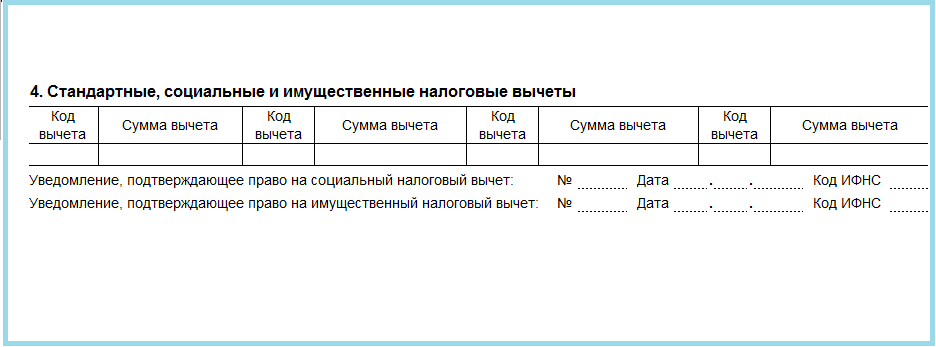 4. Стандартные, социальные и имущественные налоговые вычеты
Код вычета Сумма вычета Код вычета Сумма вычета Код вычета Сумма вычета Код вычета Сумма вычета
Уведомление, подтверждающее право на социальный налоговый вычет: № Дата . . Код ИФНС
Уведомление, подтверждающее право на имущественный налоговый вычет: № Дата . . Код ИФНС